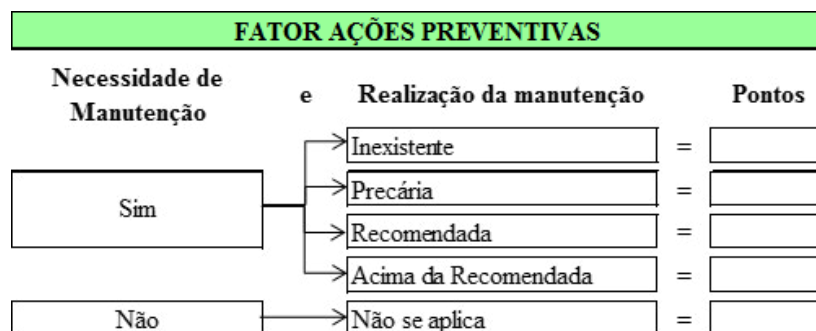 FATOR AÇÕES PREVENTIVAS
Necessidade de
Manutenção
e
Realização da manutenção
Pontos
Inexistente
=
Sim
Precária
=
Recomendada
=
Acima da Recomendada
=
Não
Não se aplica
=